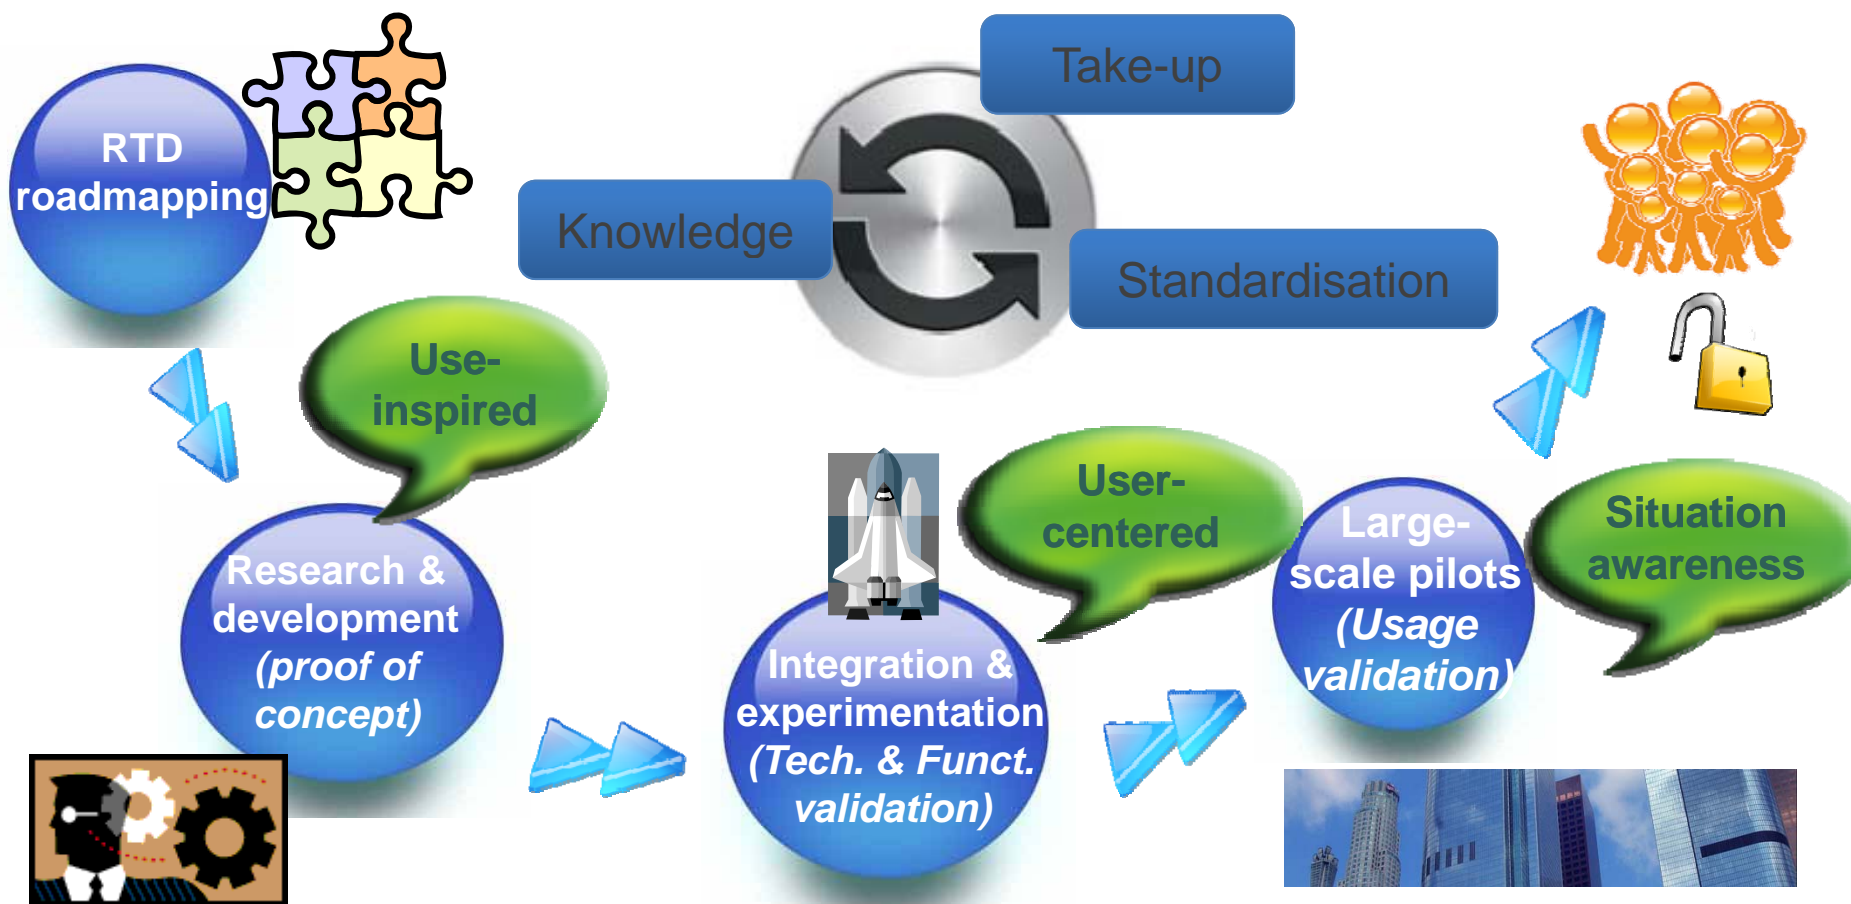 RTD
roadmapping
Take-up
Knowledge
Standardisation
Use-
inspired
Research &
development
(proof of
concept)
User-
centered
Integration &
experimentation
(Tech. & Funct.
validation)
Large-
scale pilots
(Usage
validation)
Situation
awareness